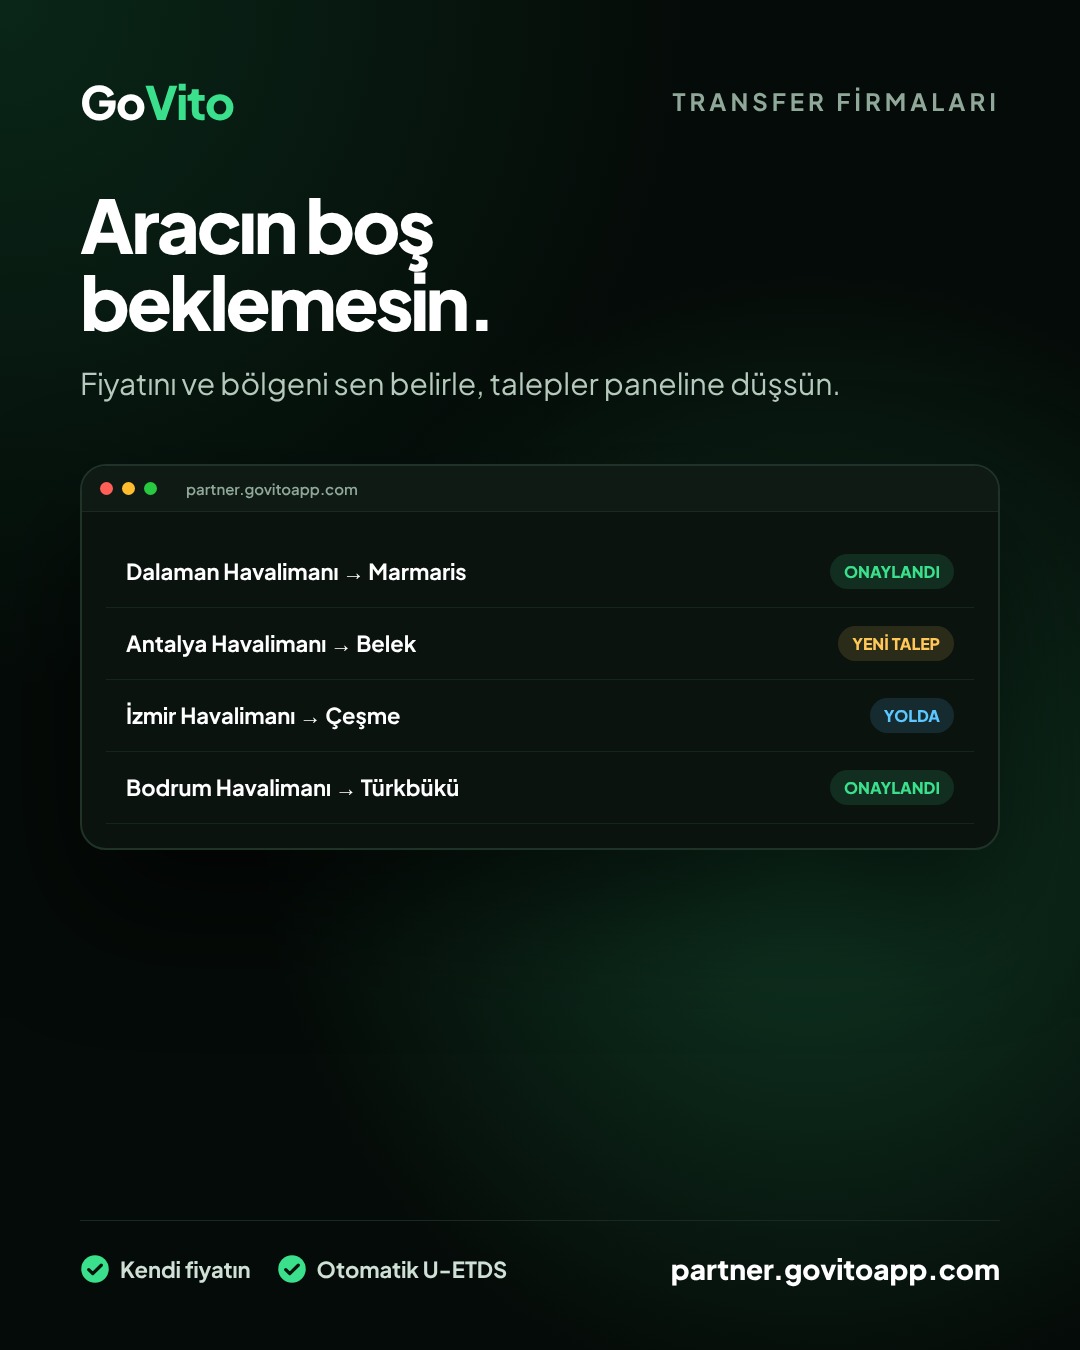 GoVito
TRANSFER FİRMALARI
Aracın boş
beklemesin.
Fiyatını ve bölgeni sen belirle, talepler paneline düşsün.
partner.govitoapp.com
Dalaman Havalimanı → Marmaris
ONAYLANDI
Antalya Havalimanı → Belek
YENİ TALEP
İzmir Havalimanı → Çeşme
YOLDA
Bodrum Havalimanı → Türkbükü
ONAYLANDI
Kendi fiyatın
Otomatik U-ETDS
partner.govitoapp.com